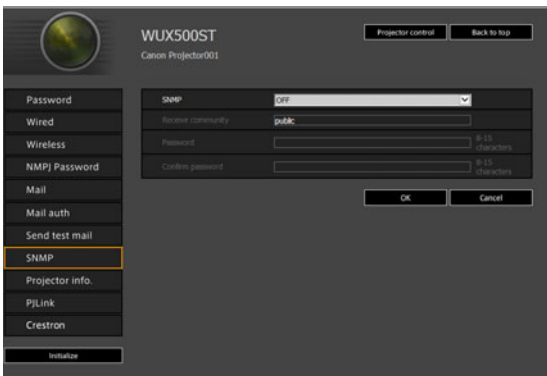 WUX500ST
Canon Projector001
Projector control
Back to top
Password
Wired
Wireless
NMPJ Password
Mail
Mail auth
Send test mail
SNMP
Projector info.
PJLink
Crestron
Initialize
SNMP OFF
Receive community public
Password 8-15 characters
Confirm password 8-15 characters
OK
Cancel